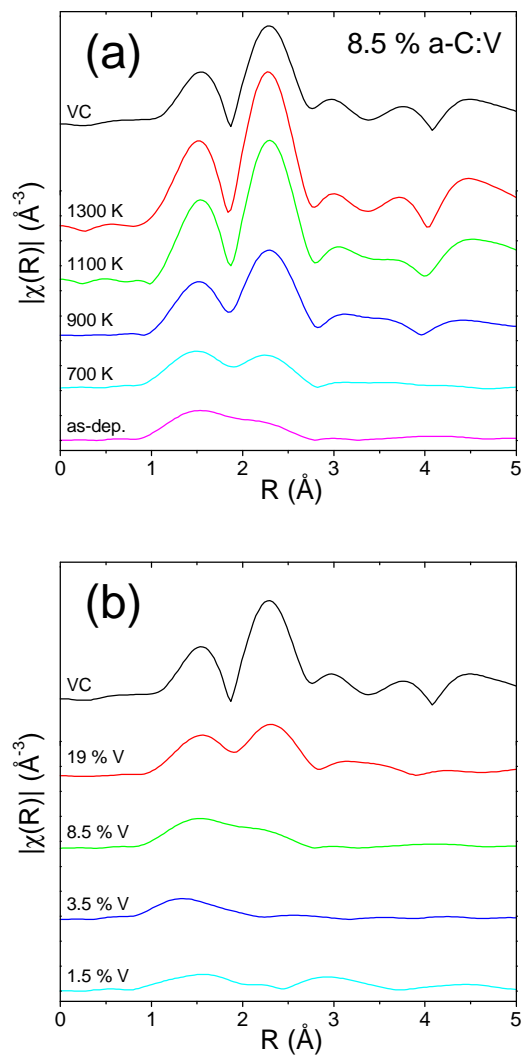 (a)
8.5 % a-C:V
VC
1300 K
1100 K
900 K
700 K
as-dep.
|χ(R)| (Å⁻³)
0 1 2 3 4 5
R (Å)
(b)
VC
19 % V
8.5 % V
3.5 % V
1.5 % V
|χ(R)| (Å⁻³)
0 1 2 3 4 5
R (Å)